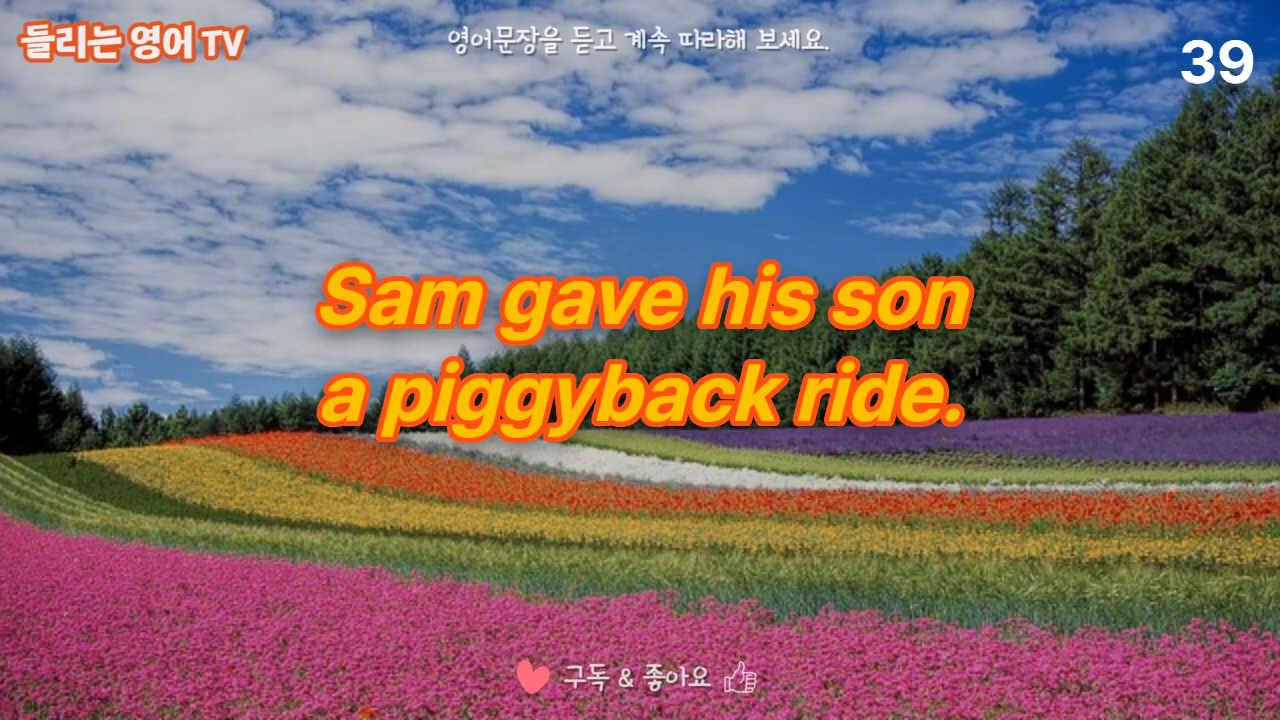 들리는 영어 TV
영어문장을 듣고 계속 따라해 보세요.
39
Sam gave his son
a piggyback ride.
구독 & 좋아요